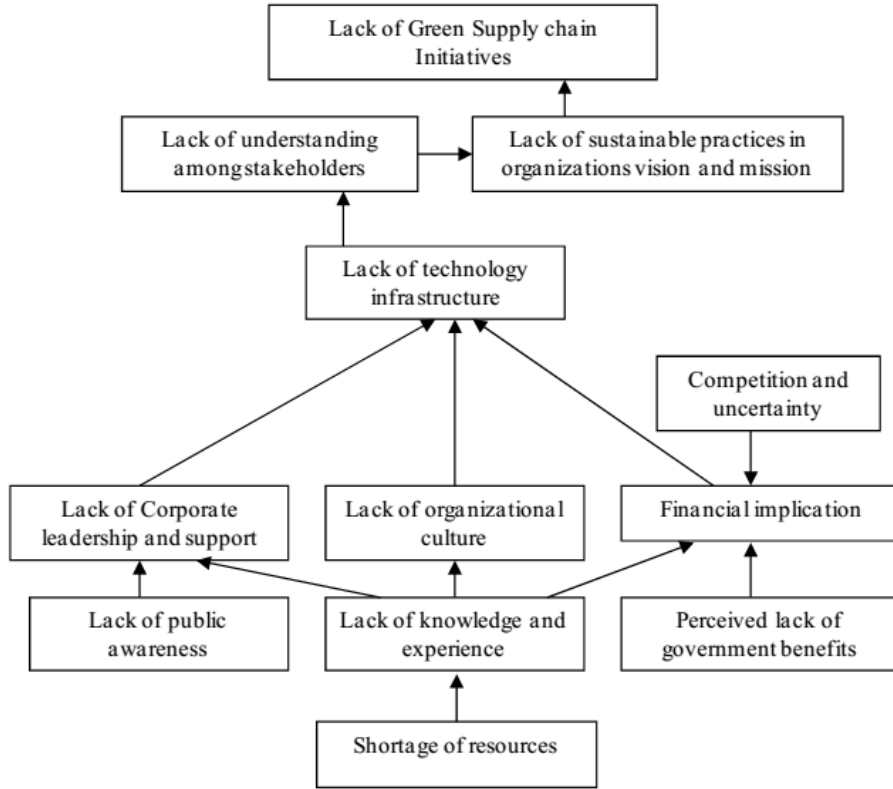 Lack of Green Supply chain
Initiatives
Lack of understanding
among stakeholders
Lack of sustainable practices in
organizations vision and mission
Lack of technology
infrastructure
Competition and
uncertainty
Lack of Corporate
leadership and support
Lack of organizational
culture
Financial implication
Lack of public
awareness
Lack of knowledge and
experience
Perceived lack of
government benefits
Shortage of resources